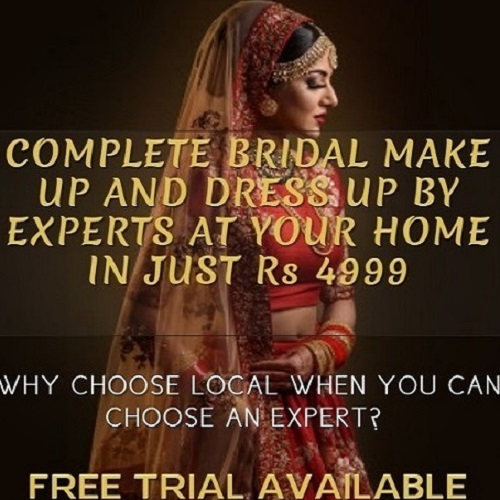 COMPLETE BRIDAL MAKE
UP AND DRESS UP BY
EXPERTS AT YOUR HOME
IN JUST Rs 4999
WHY CHOOSE LOCAL WHEN YOU CAN
CHOOSE AN EXPERT?
FREE TRIAL AVAILABLE